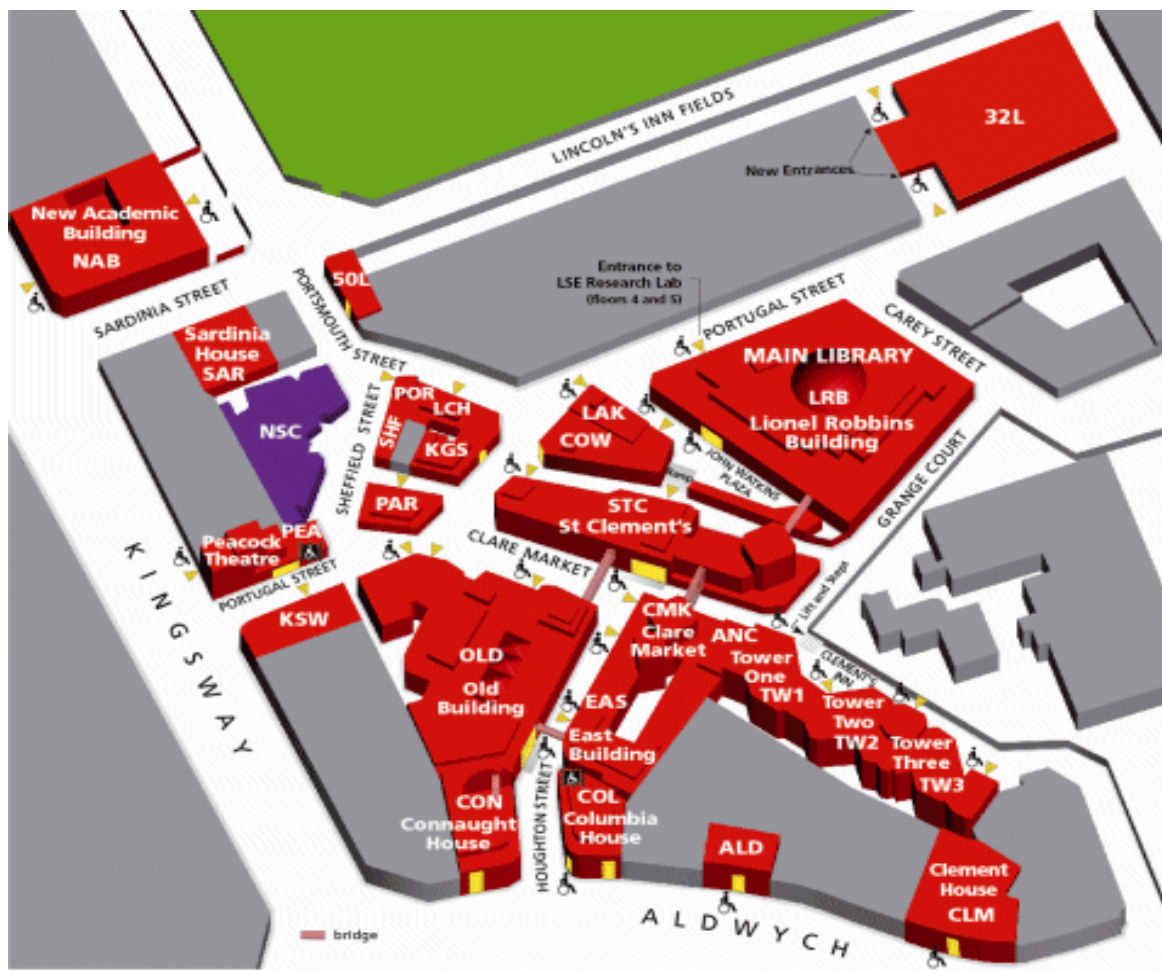 LINCOLN'S INN FIELDS
32L
New Entrances
New Academic
Building
NAB
50L
Entrance to
LSE Research Lab
(floors 4 and 5)
SARDINIA STREET
PORTSMOUTH STREET
PORTUGAL STREET
CAREY STREET
Sardinia
House
SAR
MAIN LIBRARY
LRB
Lionel Robbins
Building
POR
LCH
SHF
KGS
LAK
COW
NSC
SHEFFIELD STREET
JOHN WATKINS
PLAZA
GRANGE COURT
Ramp
PAR
STC
St Clement's
PEA
Peacock
Theatre
CLARE MARKET
PORTUGAL STREET
Lift and Steps
KINGSWAY
KSW
CMK
Clare
Market
ANC
Tower
One
TW1
CLEMENT'S
INN
OLD
Old
Building
EAS
East
Building
Tower
Two
TW2
Tower
Three
TW3
HOUGHTON STREET
CON
Connaught
House
COL
Columbia
House
ALD
Clement
House
CLM
ALDWYCH
bridge